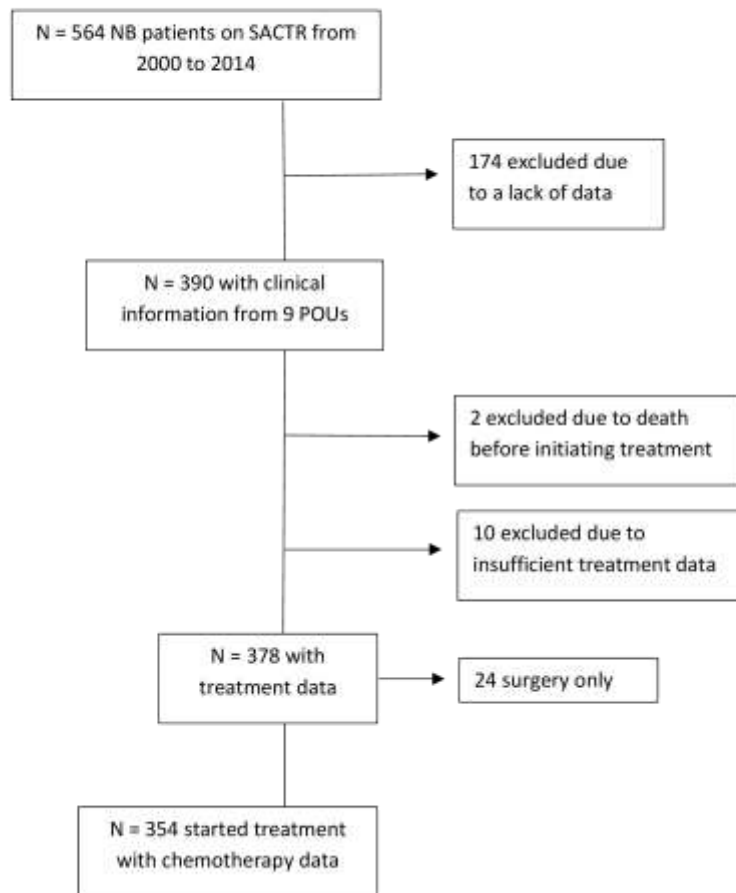 N = 564 NB patients on SACTR from
2000 to 2014
174 excluded due
to a lack of data
N = 390 with clinical
information from 9 POUs
2 excluded due to death
before initiating treatment
10 excluded due to
insufficient treatment data
N = 378 with
treatment data
24 surgery only
N = 354 started treatment
with chemotherapy data